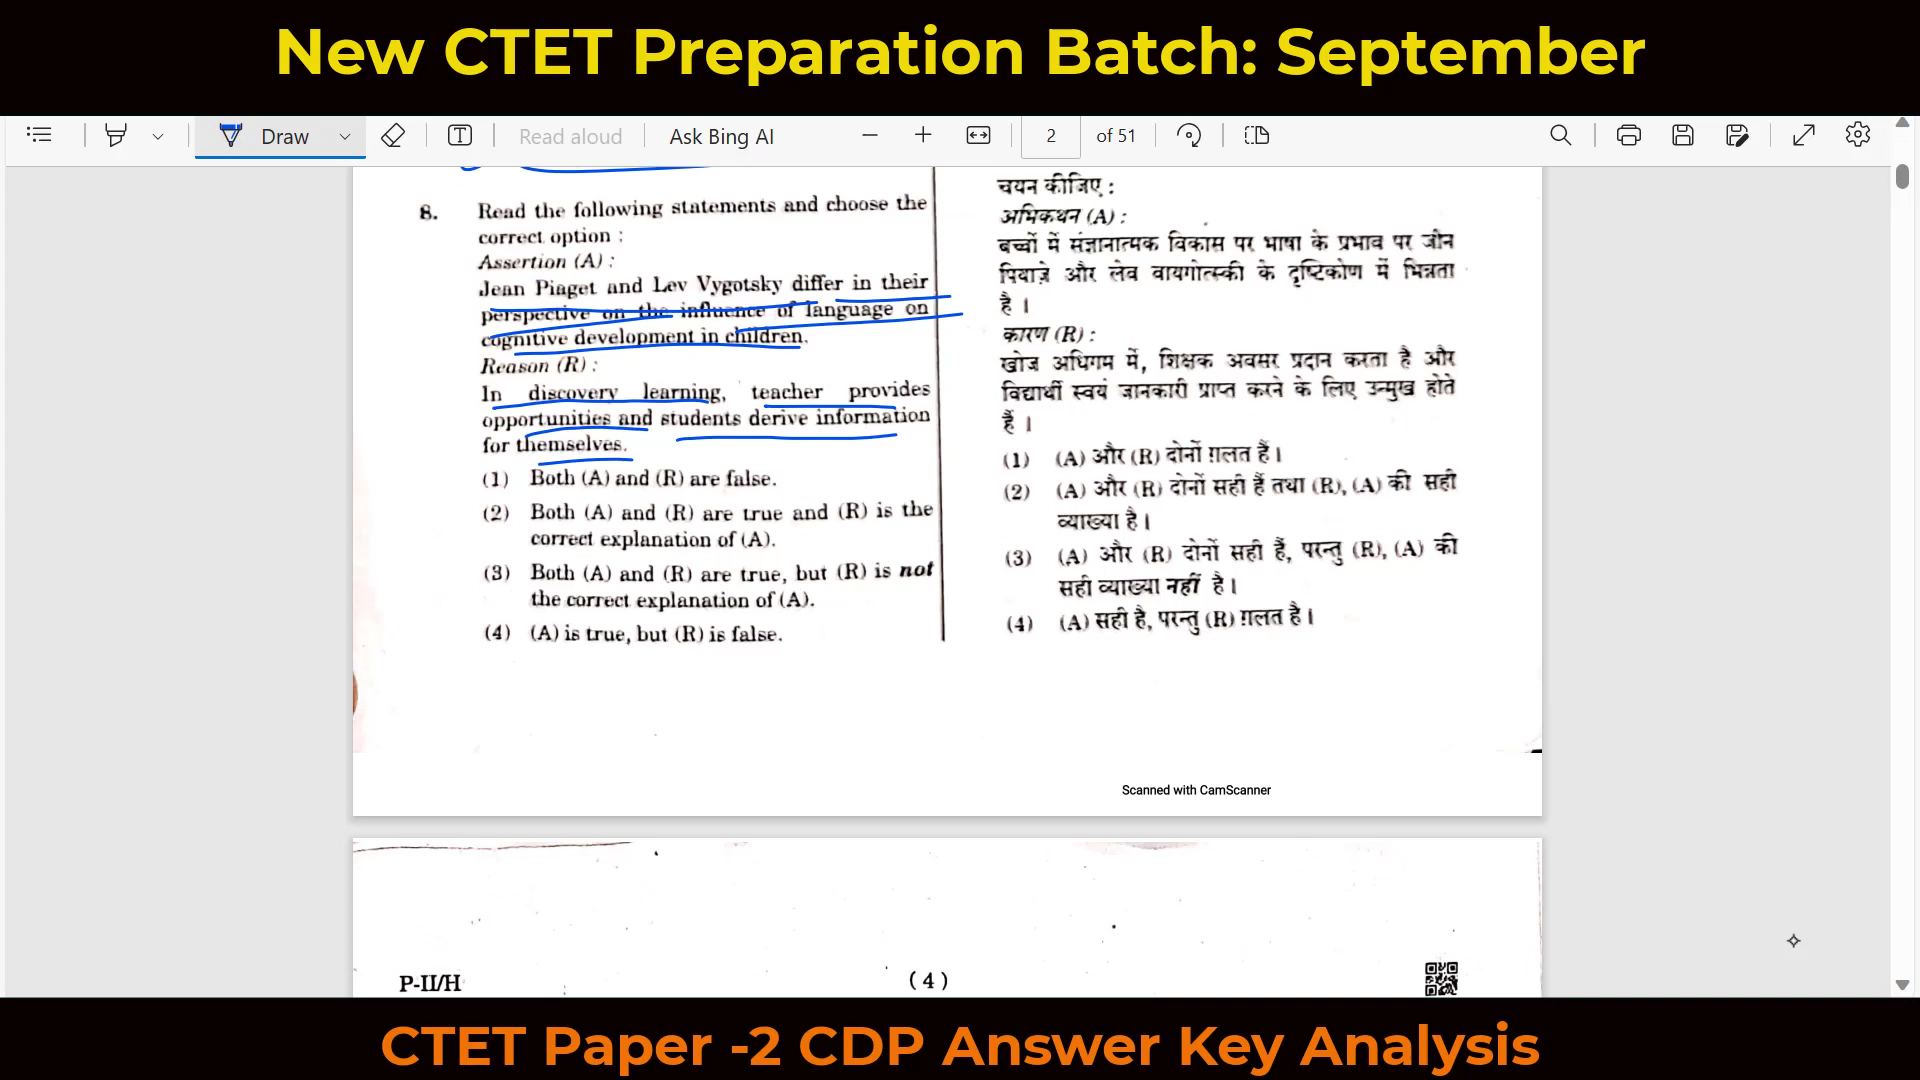 New CTET Preparation Batch: September
Draw
Read aloud
Ask Bing AI
2
of 51
8. Read the following statements and choose the
correct option :
Assertion (A) :
Jean Piaget and Lev Vygotsky differ in their
perspective on the influence of language on
cognitive development in children.
Reason (R) :
In discovery learning, teacher provides
opportunities and students derive information
for themselves.
(1) Both (A) and (R) are false.
(2) Both (A) and (R) are true and (R) is the
correct explanation of (A).
(3) Both (A) and (R) are true, but (R) is not
the correct explanation of (A).
(4) (A) is true, but (R) is false.
चयन कीजिए :
अभिकथन (A) :
बच्चों में संज्ञानात्मक विकास पर भाषा के प्रभाव पर जीन
पियाज़े और लेव वायगोत्स्की के दृष्टिकोण में भिन्नता
है ।
कारण (R) :
खोज अधिगम में, शिक्षक अवसर प्रदान करता है और
विद्यार्थी स्वयं जानकारी प्राप्त करने के लिए उन्मुख होते
हैं ।
(1) (A) और (R) दोनों ग़लत हैं ।
(2) (A) और (R) दोनों सही हैं तथा (R), (A) की सही
व्याख्या है ।
(3) (A) और (R) दोनों सही हैं, परन्तु (R), (A) की
सही व्याख्या नहीं है ।
(4) (A) सही है, परन्तु (R) ग़लत है ।
Scanned with CamScanner
P-II/H
( 4 )
CTET Paper -2 CDP Answer Key Analysis